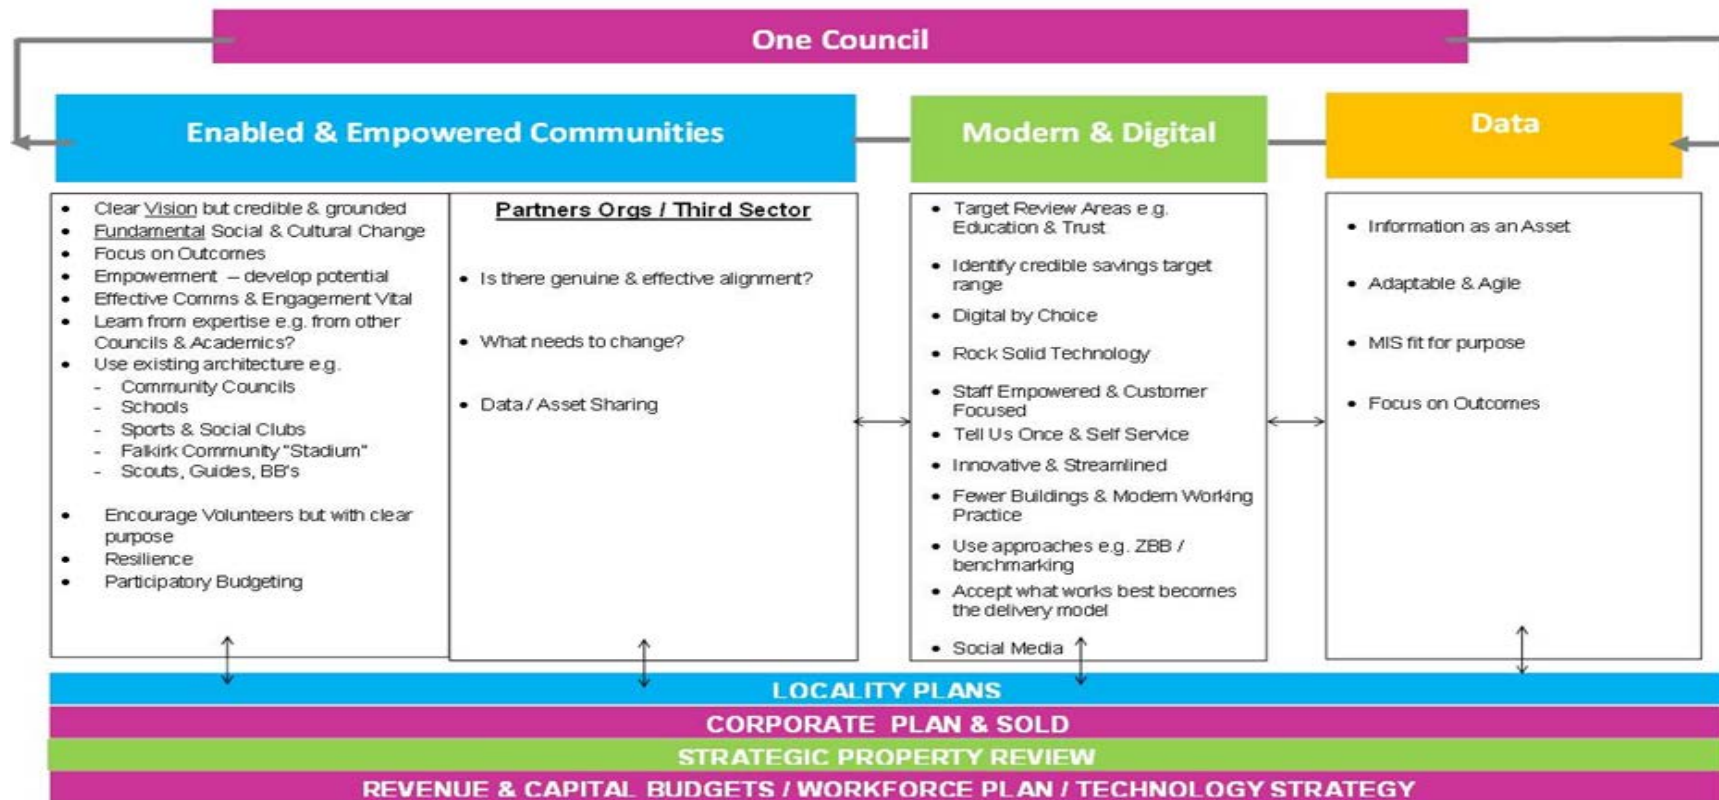 One Council
Enabled & Empowered Communities
Modern & Digital
Data
• Clear Vision but credible & grounded
• Fundamental Social & Cultural Change
• Focus on Outcomes
• Empowerment – develop potential
• Effective Comms & Engagement Vital
• Learn from expertise e.g. from other
Councils & Academics?
• Use existing architecture e.g.
- Community Councils
- Schools
- Sports & Social Clubs
- Falkirk Community "Stadium"
- Scouts, Guides, BB's
• Encourage Volunteers but with clear
purpose
• Resilience
• Participatory Budgeting
Partners Orgs / Third Sector
• Is there genuine & effective alignment?
• What needs to change?
• Data / Asset Sharing
• Target Review Areas e.g.
Education & Trust
• Identify credible savings target
range
• Digital by Choice
• Rock Solid Technology
• Staff Empowered & Customer
Focused
• Tell Us Once & Self Service
• Innovative & Streamlined
• Fewer Buildings & Modern Working
Practice
• Use approaches e.g. ZBB /
benchmarking
• Accept what works best becomes
the delivery model
• Social Media
• Information as an Asset
• Adaptable & Agile
• MIS fit for purpose
• Focus on Outcomes
LOCALITY PLANS
CORPORATE PLAN & SOLD
STRATEGIC PROPERTY REVIEW
REVENUE & CAPITAL BUDGETS / WORKFORCE PLAN / TECHNOLOGY STRATEGY